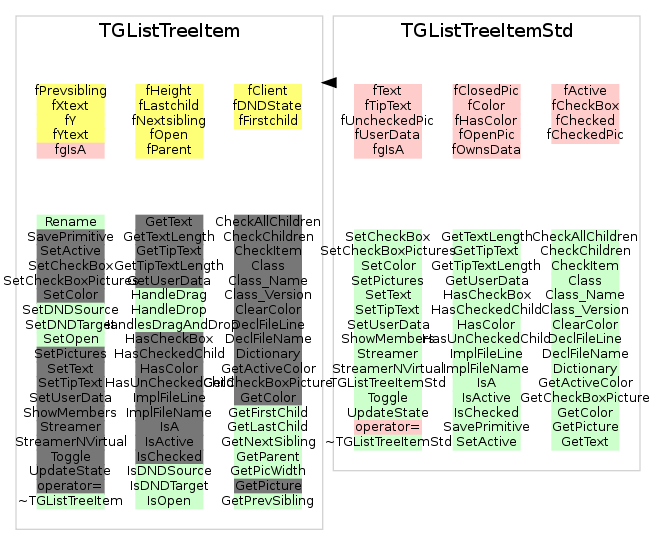 TGListTreeItem
fPrevsibling
fXtext
fY
fYtext
fgIsA
fHeight
fLastchild
fNextsibling
fOpen
fParent
fClient
fDNDState
fFirstchild
Rename
SavePrimitive
SetActive
SetCheckBox
SetCheckBoxPictures
SetColor
SetDNDSource
SetDNDTarget
SetOpen
SetPictures
SetText
SetTipText
SetUserData
ShowMembers
Streamer
StreamerNVirtual
Toggle
UpdateState
operator=
~TGListTreeItem
GetText
GetTextLength
GetTipText
GetTipTextLength
GetUserData
HandleDrag
HandleDrop
HandlesDragAndDrop
HasCheckBox
HasCheckedChild
HasColor
HasUnCheckedChild
ImplFileLine
ImplFileName
IsA
IsActive
IsChecked
IsDNDSource
IsDNDTarget
IsOpen
CheckAllChildren
CheckChildren
CheckItem
Class
Class_Name
Class_Version
ClearColor
DeclFileLine
DeclFileName
Dictionary
GetActiveColor
GetCheckBoxPicture
GetColor
GetFirstChild
GetLastChild
GetNextSibling
GetParent
GetPicWidth
GetPicture
GetPrevSibling
TGListTreeItemStd
fText
fTipText
fUncheckedPic
fUserData
fgIsA
fClosedPic
fColor
fHasColor
fOpenPic
fOwnsData
fActive
fCheckBox
fChecked
fCheckedPic
SetCheckBox
SetCheckBoxPictures
SetColor
SetPictures
SetText
SetTipText
SetUserData
ShowMembers
Streamer
StreamerNVirtual
TGListTreeItemStd
Toggle
UpdateState
operator=
~TGListTreeItemStd
GetTextLength
GetTipText
GetTipTextLength
GetUserData
HasCheckBox
HasCheckedChild
HasColor
HasUnCheckedChild
ImplFileLine
ImplFileName
IsA
IsActive
IsChecked
SavePrimitive
SetActive
CheckAllChildren
CheckChildren
CheckItem
Class
Class_Name
Class_Version
ClearColor
DeclFileLine
DeclFileName
Dictionary
GetActiveColor
GetCheckBoxPicture
GetColor
GetPicture
GetText